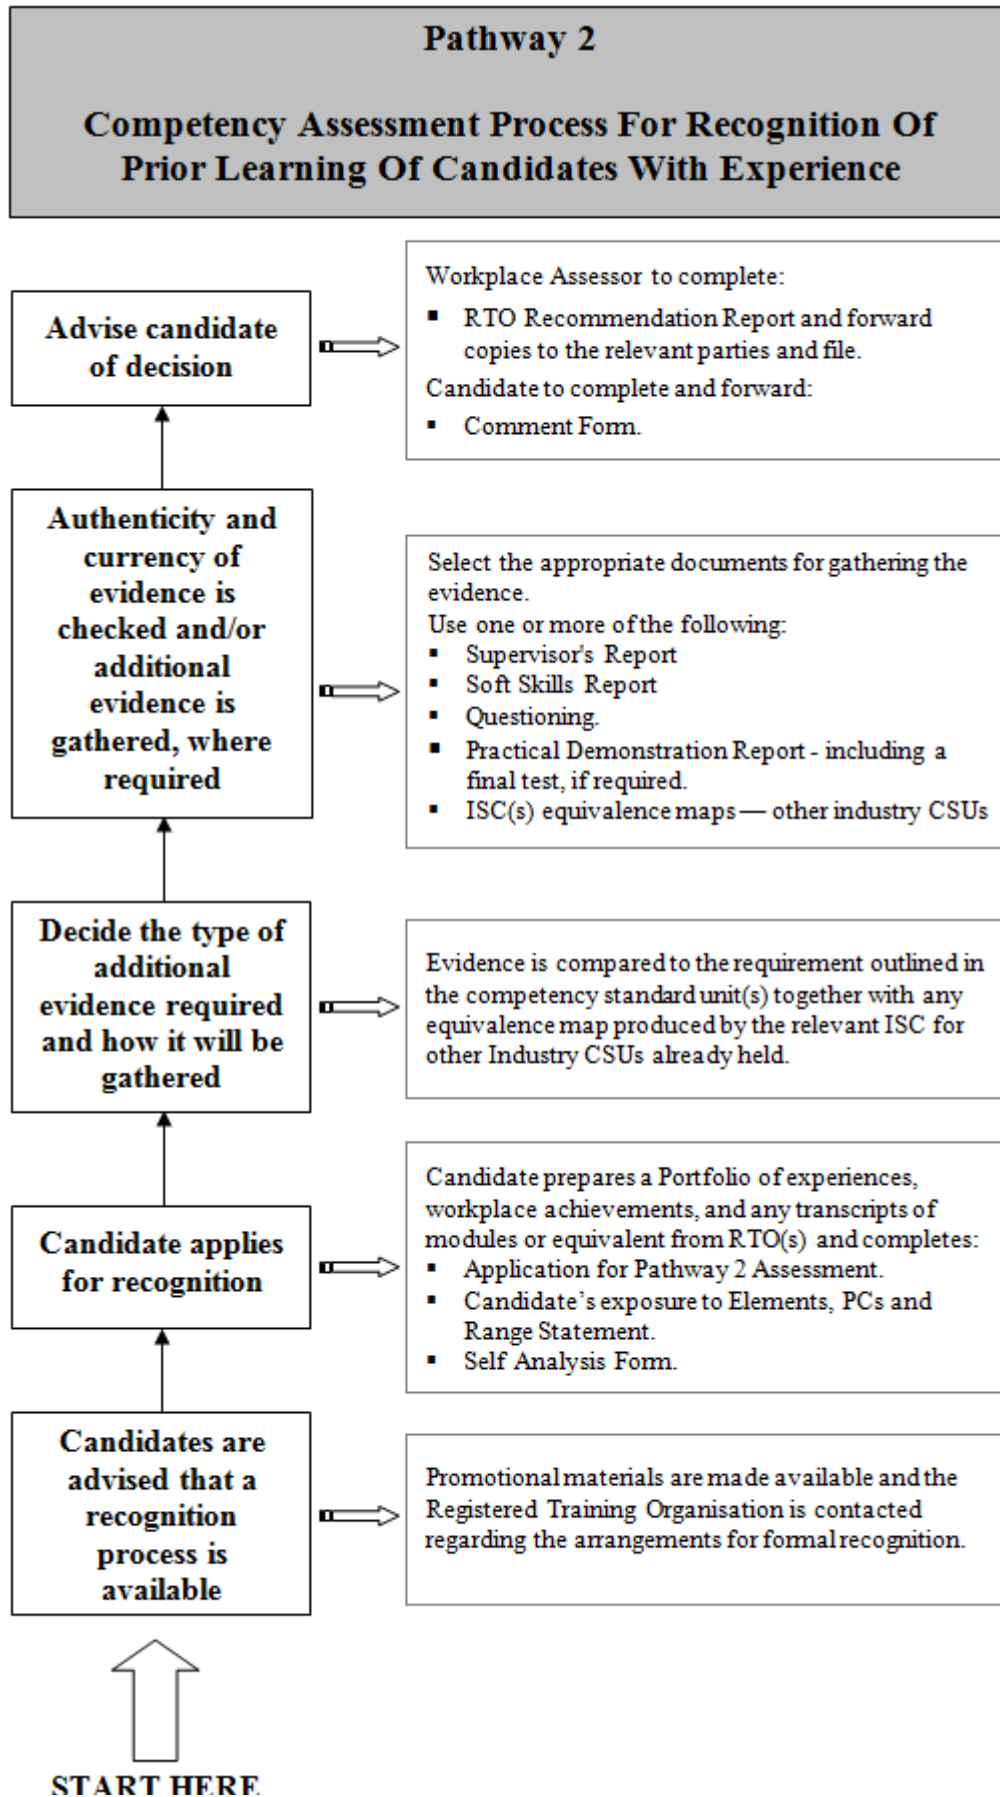 Pathway 2
Competency Assessment Process For Recognition Of
Prior Learning Of Candidates With Experience
Advise candidate
of decision
Workplace Assessor to complete:
▪ RTO Recommendation Report and forward
copies to the relevant parties and file.
Candidate to complete and forward:
▪ Comment Form.
Authenticity and
currency of
evidence is
checked and/or
additional
evidence is
gathered, where
required
Select the appropriate documents for gathering the
evidence.
Use one or more of the following:
▪ Supervisor's Report
▪ Soft Skills Report
▪ Questioning.
▪ Practical Demonstration Report - including a
final test, if required.
▪ ISC(s) equivalence maps — other industry CSUs
Decide the type of
additional
evidence required
and how it will be
gathered
Evidence is compared to the requirement outlined in
the competency standard unit(s) together with any
equivalence map produced by the relevant ISC for
other Industry CSUs already held.
Candidate applies
for recognition
Candidate prepares a Portfolio of experiences,
workplace achievements, and any transcripts of
modules or equivalent from RTO(s) and completes:
▪ Application for Pathway 2 Assessment.
▪ Candidate’s exposure to Elements, PCs and
Range Statement.
▪ Self Analysis Form.
Candidates are
advised that a
recognition
process is
available
Promotional materials are made available and the
Registered Training Organisation is contacted
regarding the arrangements for formal recognition.
START HERE